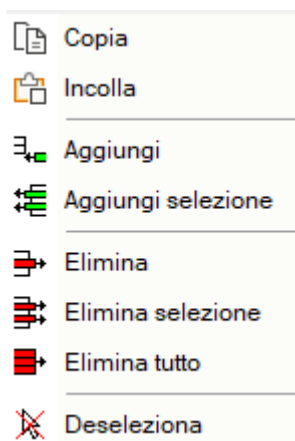 Copia
Incolla
Aggiungi
Aggiungi selezione
Elimina
Elimina selezione
Elimina tutto
Deseleziona